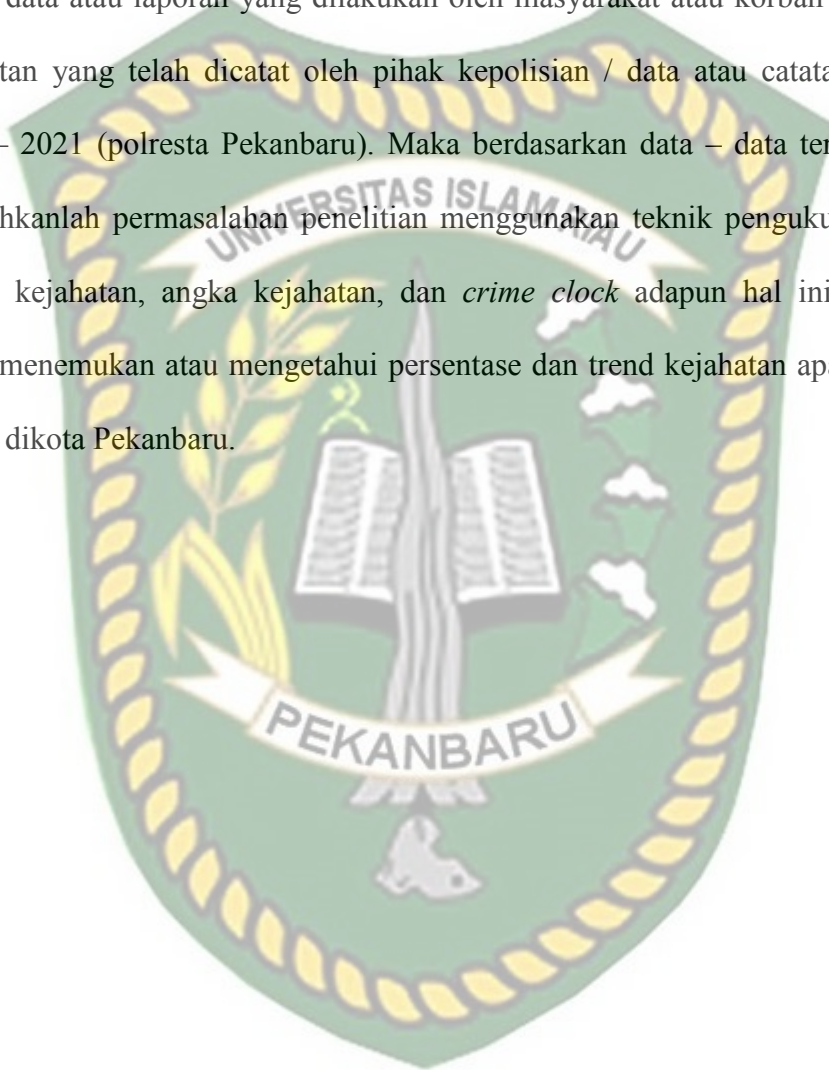 data atau laporan yang dilakukan oleh masyarakat atau korban
tan yang telah dicatat oleh pihak kepolisian / data atau catata
– 2021 (polresta Pekanbaru). Maka berdasarkan data – data ter
hkanlah permasalahan penelitian menggunakan teknik penguku
kejahatan, angka kejahatan, dan crime clock adapun hal ini
menemukan atau mengetahui persentase dan trend kejahatan apa
dikota Pekanbaru.
UNIVERSITAS ISLAM RIAU
PEKANBARU